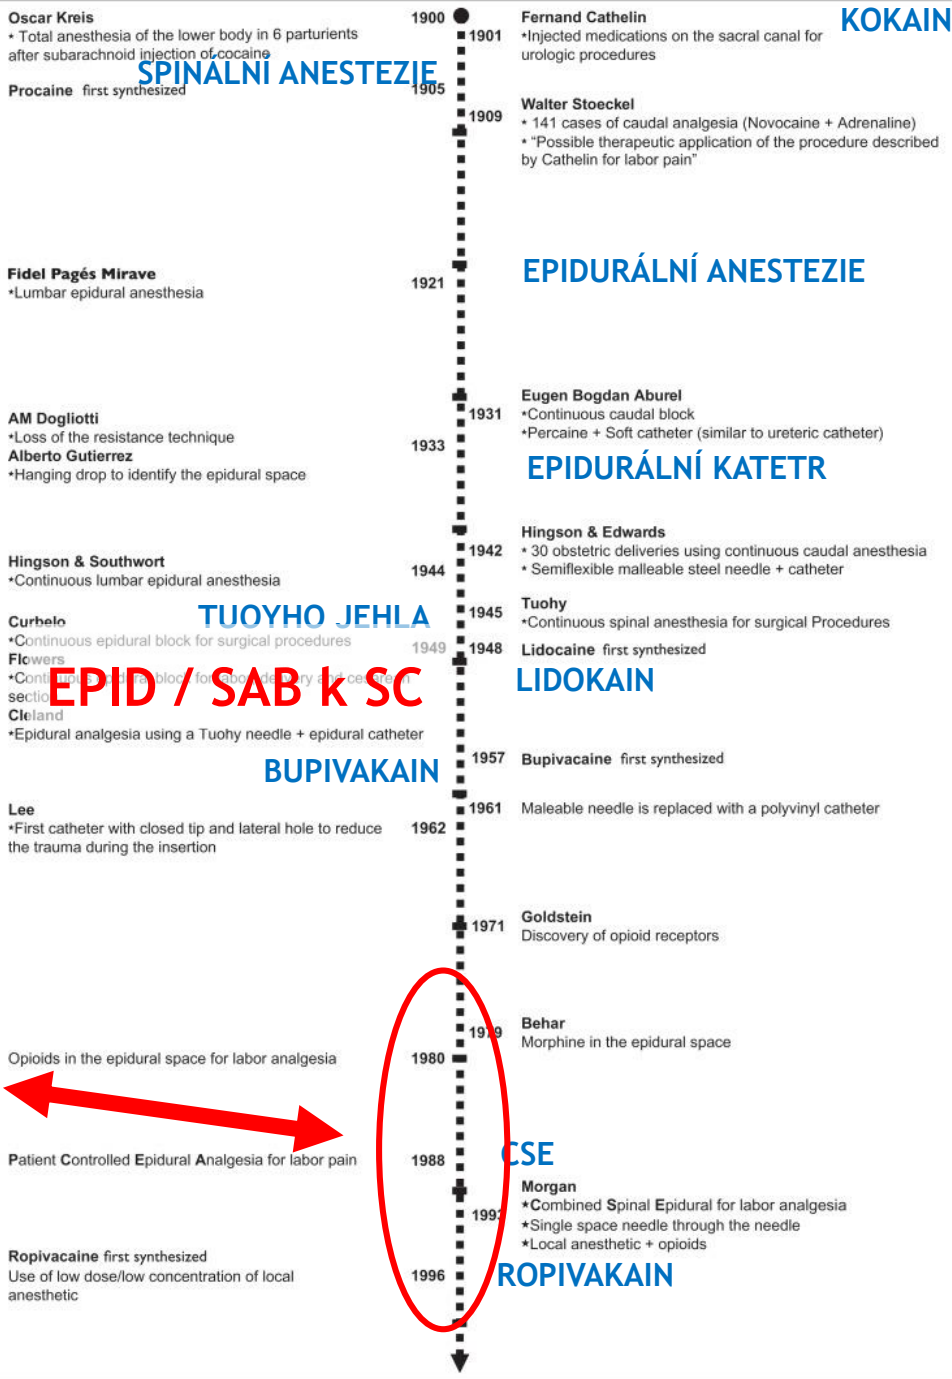 KOKAIN
Oscar Kreis
1900
Fernand Cathelin
* Total anesthesia of the lower body in 6 parturients
after subarachnoid injection of cocaine
1901
*Injected medications on the sacral canal for
urologic procedures
SPINÁLNÍ ANESTEZIE
Procaine first synthesized
1905
1909
Walter Stoeckel
* 141 cases of caudal analgesia (Novocaine + Adrenaline)
* "Possible therapeutic application of the procedure described
by Cathelin for labor pain"
Fidel Pagés Mirave
*Lumbar epidural anesthesia
1921
EPIDURÁLNÍ ANESTEZIE
1931
Eugen Bogdan Aburel
*Continuous caudal block
*Percaine + Soft catheter (similar to ureteric catheter)
AM Dogliotti
*Loss of the resistance technique
Alberto Gutierrez
*Hanging drop to identify the epidural space
1933
EPIDURÁLNÍ KATETR
1942
Hingson & Edwards
* 30 obstetric deliveries using continuous caudal anesthesia
* Semiflexible malleable steel needle + catheter
Hingson & Southwort
*Continuous lumbar epidural anesthesia
1944
1945
Tuohy
*Continuous spinal anesthesia for surgical Procedures
TUOYHO JEHLA
Curbelo
*Continuous epidural block for surgical procedures
1949
1948
Lidocaine first synthesized
Flowers
*Continuous epidural block for labor delivery and cesarean
section
EPID / SAB k SC
LIDOKAIN
Cleland
*Epidural analgesia using a Tuohy needle + epidural catheter
1957
Bupivacaine first synthesized
BUPIVAKAIN
1961
Maleable needle is replaced with a polyvinyl catheter
Lee
*First catheter with closed tip and lateral hole to reduce
the trauma during the insertion
1962
1971
Goldstein
Discovery of opioid receptors
1979
Behar
Morphine in the epidural space
Opioids in the epidural space for labor analgesia
1980
Patient Controlled Epidural Analgesia for labor pain
1988
CSE
1993
Morgan
*Combined Spinal Epidural for labor analgesia
*Single space needle through the needle
*Local anesthetic + opioids
Ropivacaine first synthesized
Use of low dose/low concentration of local
anesthetic
1996
ROPIVAKAIN